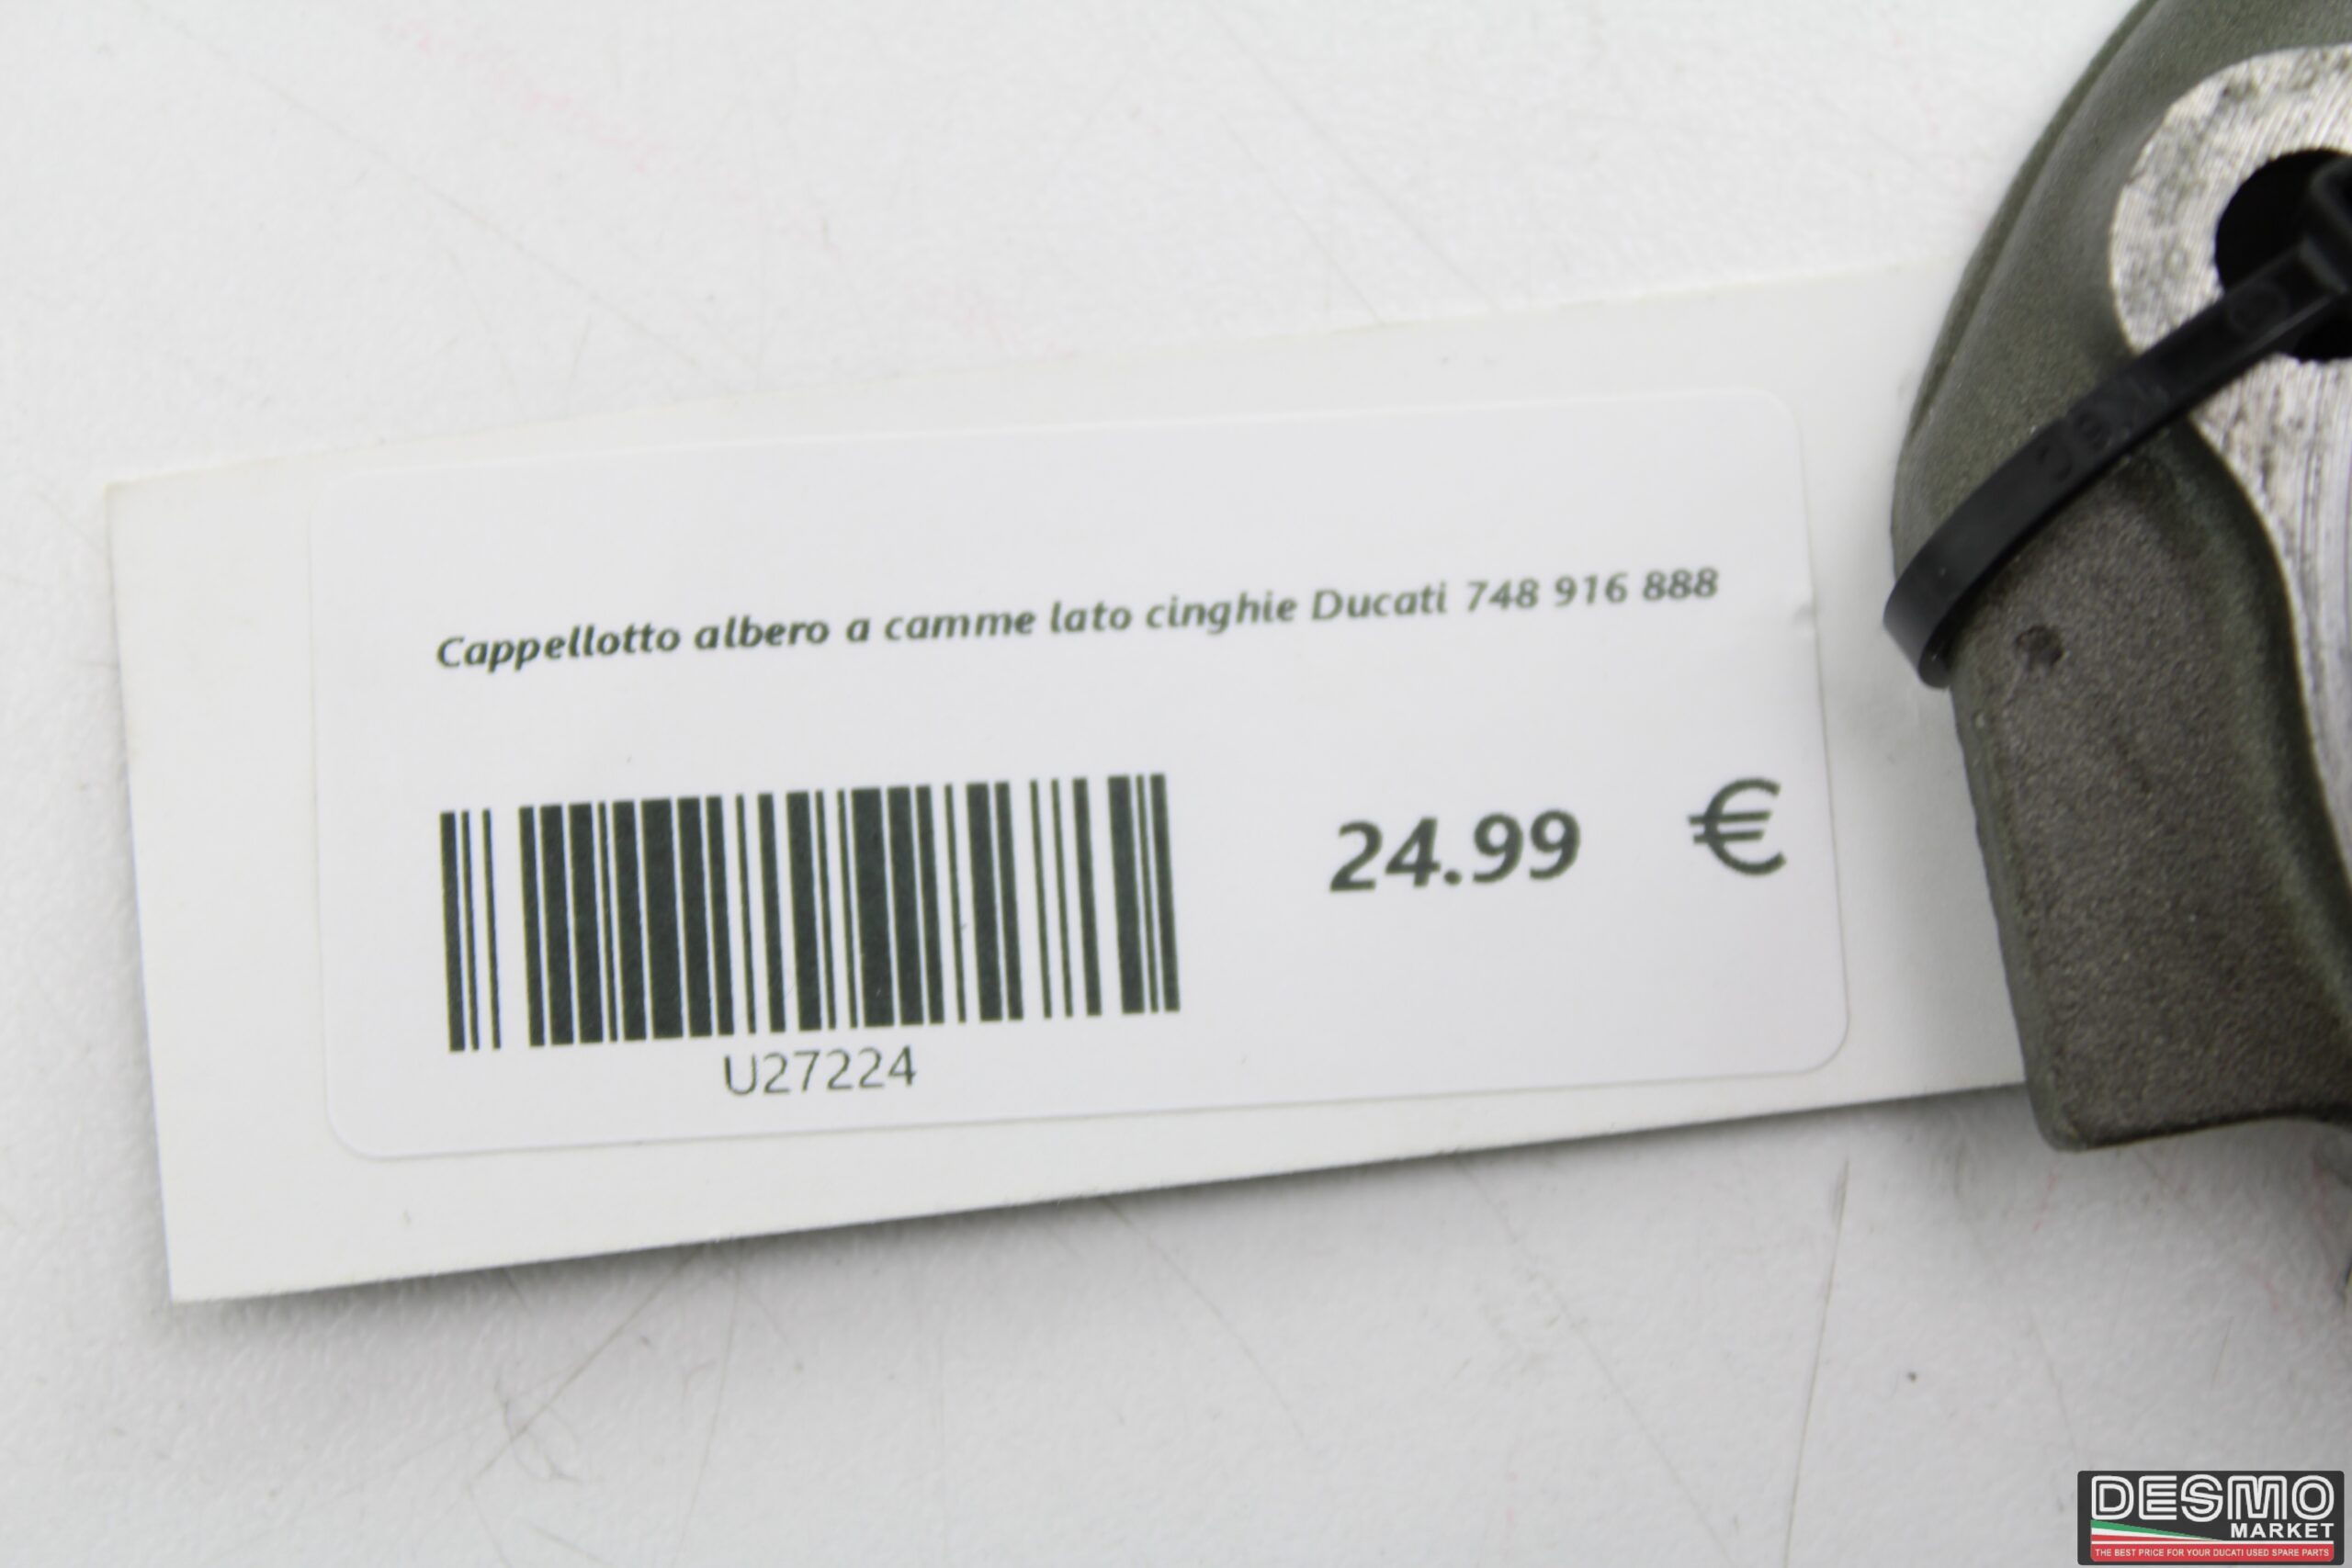 Cappellotto albero a camme lato cinghie Ducati 748 916 888
24.99 €
U27224
DESMO
MARKET
THE BEST PRICE FOR YOUR DUCATI USED SPARE PARTS